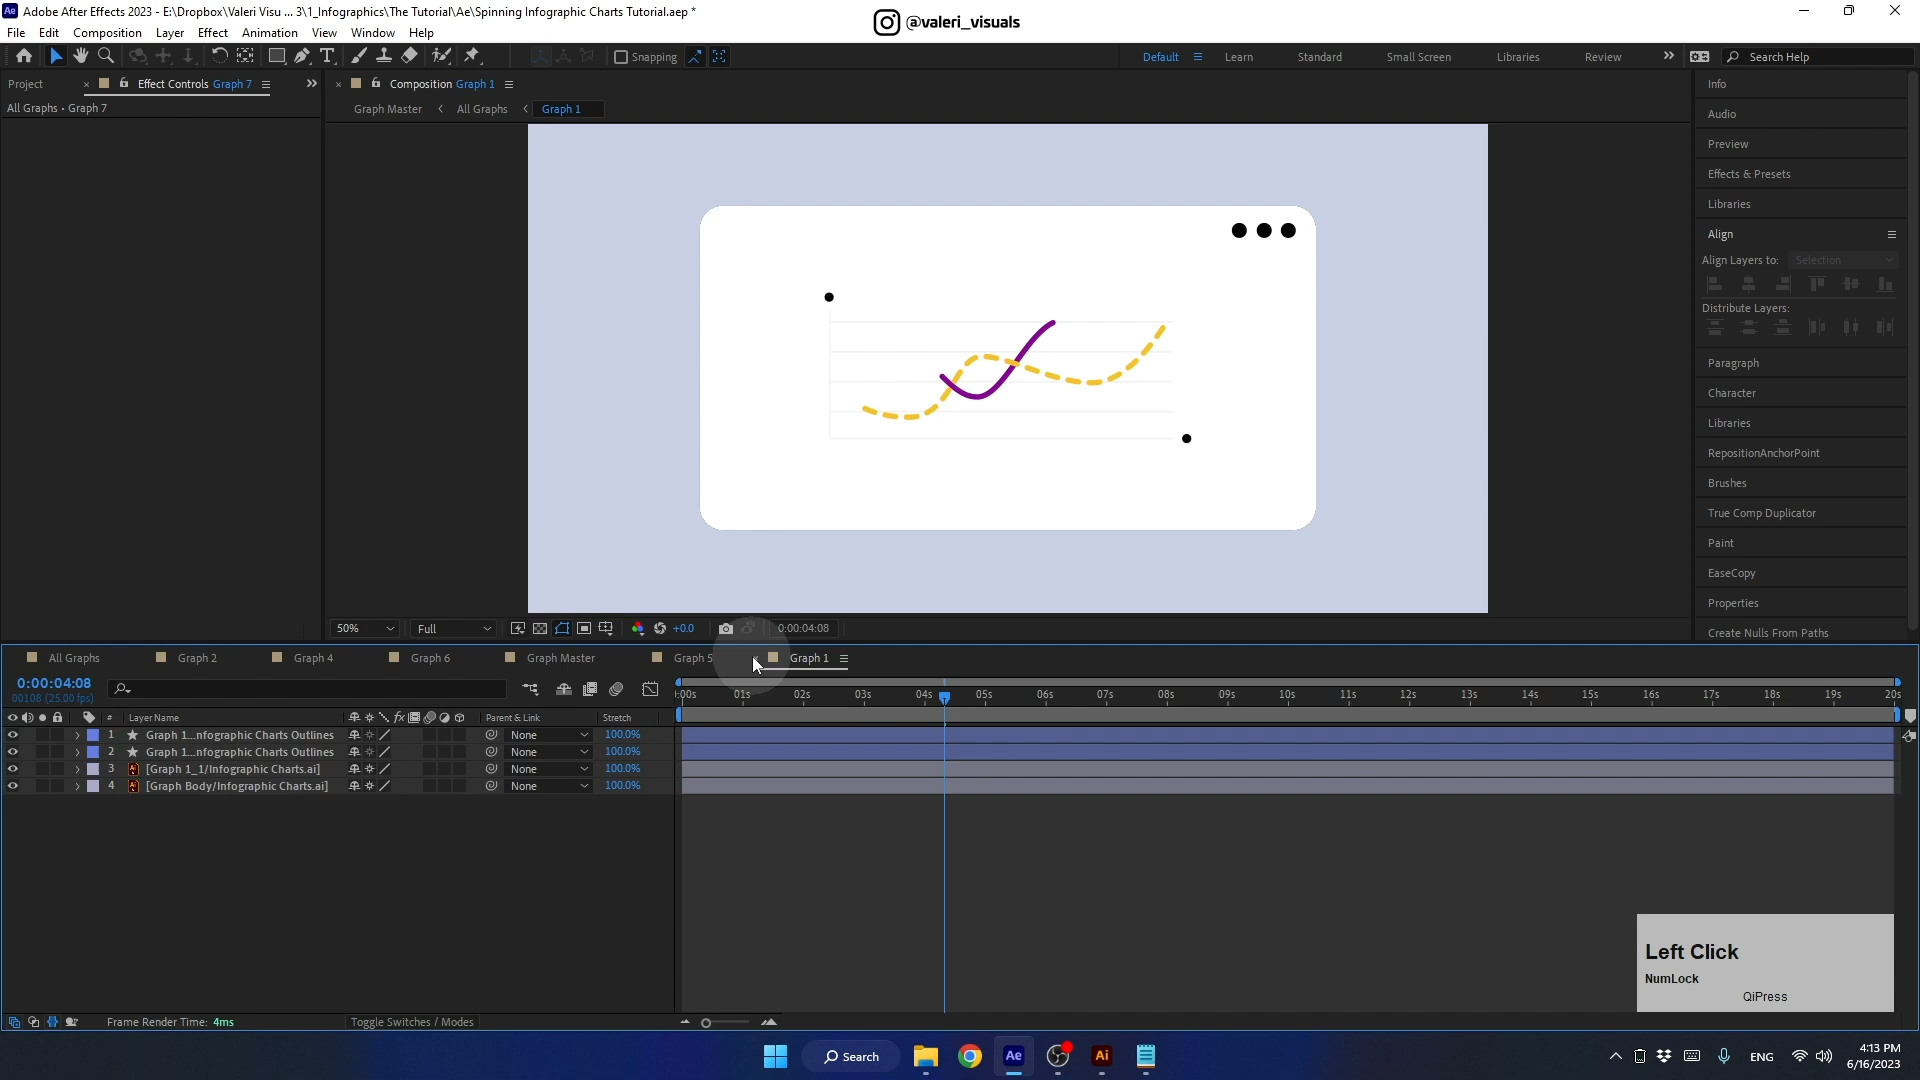 Adobe After Effects 2023 - E:\Dropbox\Valeri Visu ... 3\1_Infographics\The Tutorial\Ae\Spinning Infographic Charts Tutorial.aep *
@valeri_visuals
File Edit Composition Layer Effect Animation View Window Help
Snapping
Default Learn Standard Small Screen Libraries Review Search Help
Project Effect Controls Graph 7
Composition Graph 1
All Graphs • Graph 7
Graph Master All Graphs Graph 1
Info
Audio
Preview
Effects & Presets
Libraries
Align
Align Layers to: Selection
Distribute Layers:
Paragraph
Character
Libraries
RepositionAnchorPoint
Brushes
True Comp Duplicator
Paint
EaseCopy
Properties
Create Nulls From Paths
50% Full +0.0 0:00:04:08
All Graphs Graph 2 Graph 4 Graph 6 Graph Master Graph 5 Graph 1
0:00:04:08
00108 (25.00 fps)
:00s 01s 02s 03s 04s 05s 06s 07s 08s 09s 10s 11s 12s 13s 14s 15s 16s 17s 18s 19s 20s
# Layer Name fx Parent & Link Stretch
1 Graph 1...nfographic Charts Outlines None 100.0%
2 Graph 1...nfographic Charts Outlines None 100.0%
3 [Graph 1_1/Infographic Charts.ai] None 100.0%
4 [Graph Body/Infographic Charts.ai] None 100.0%
Left Click
NumLock
QiPress
Frame Render Time: 4ms
Toggle Switches / Modes
Search
Ae
Ai
ENG
4:13 PM
6/16/2023